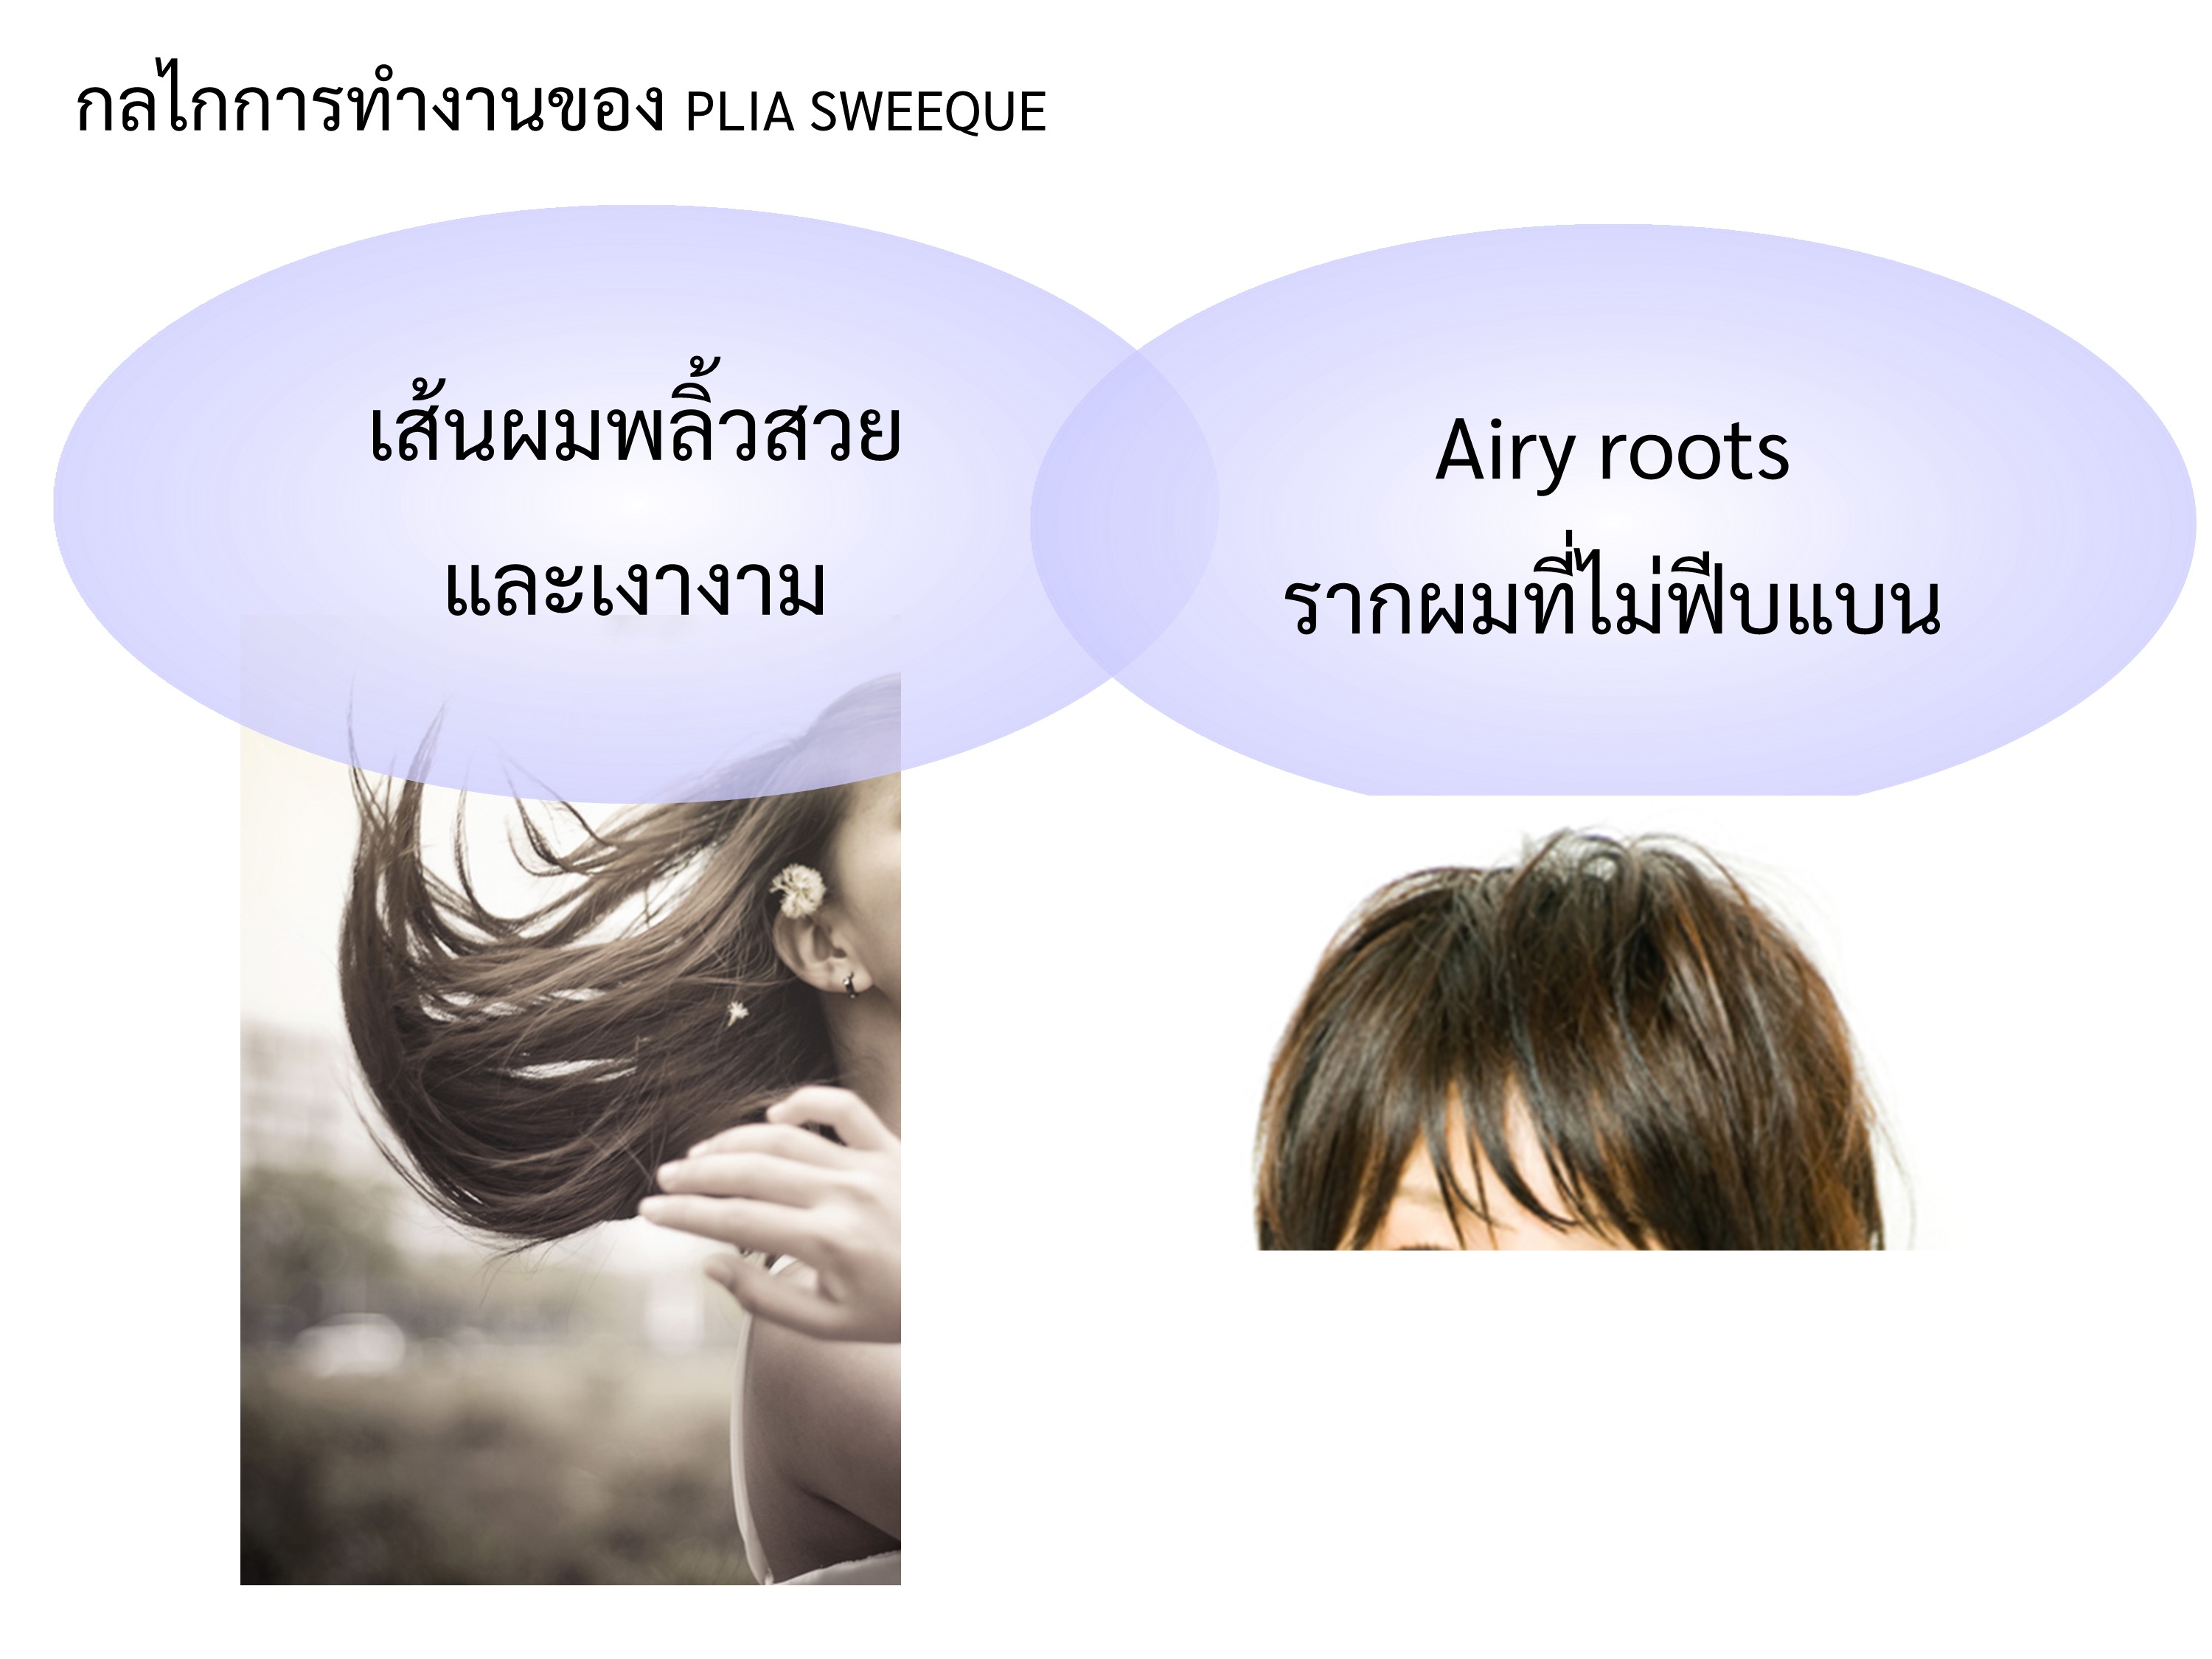 กลไกการทำงานของ PLIA SWEEQUE
เส้นผมพลิ้วสวย
และเงางาม
Airy roots
รากผมที่ไม่ฟีบแบน